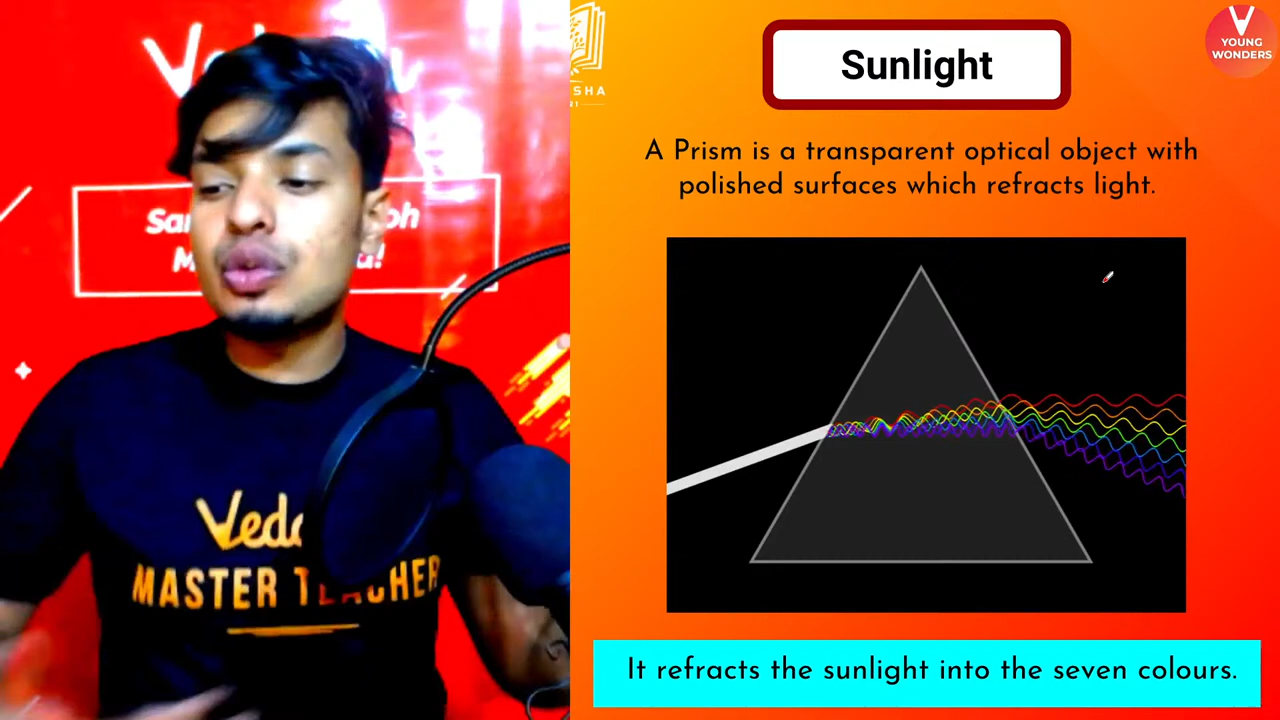 Sunlight
YOUNG
WONDERS
A Prism is a transparent optical object with
polished surfaces which refracts light.
It refracts the sunlight into the seven colours.
MASTER